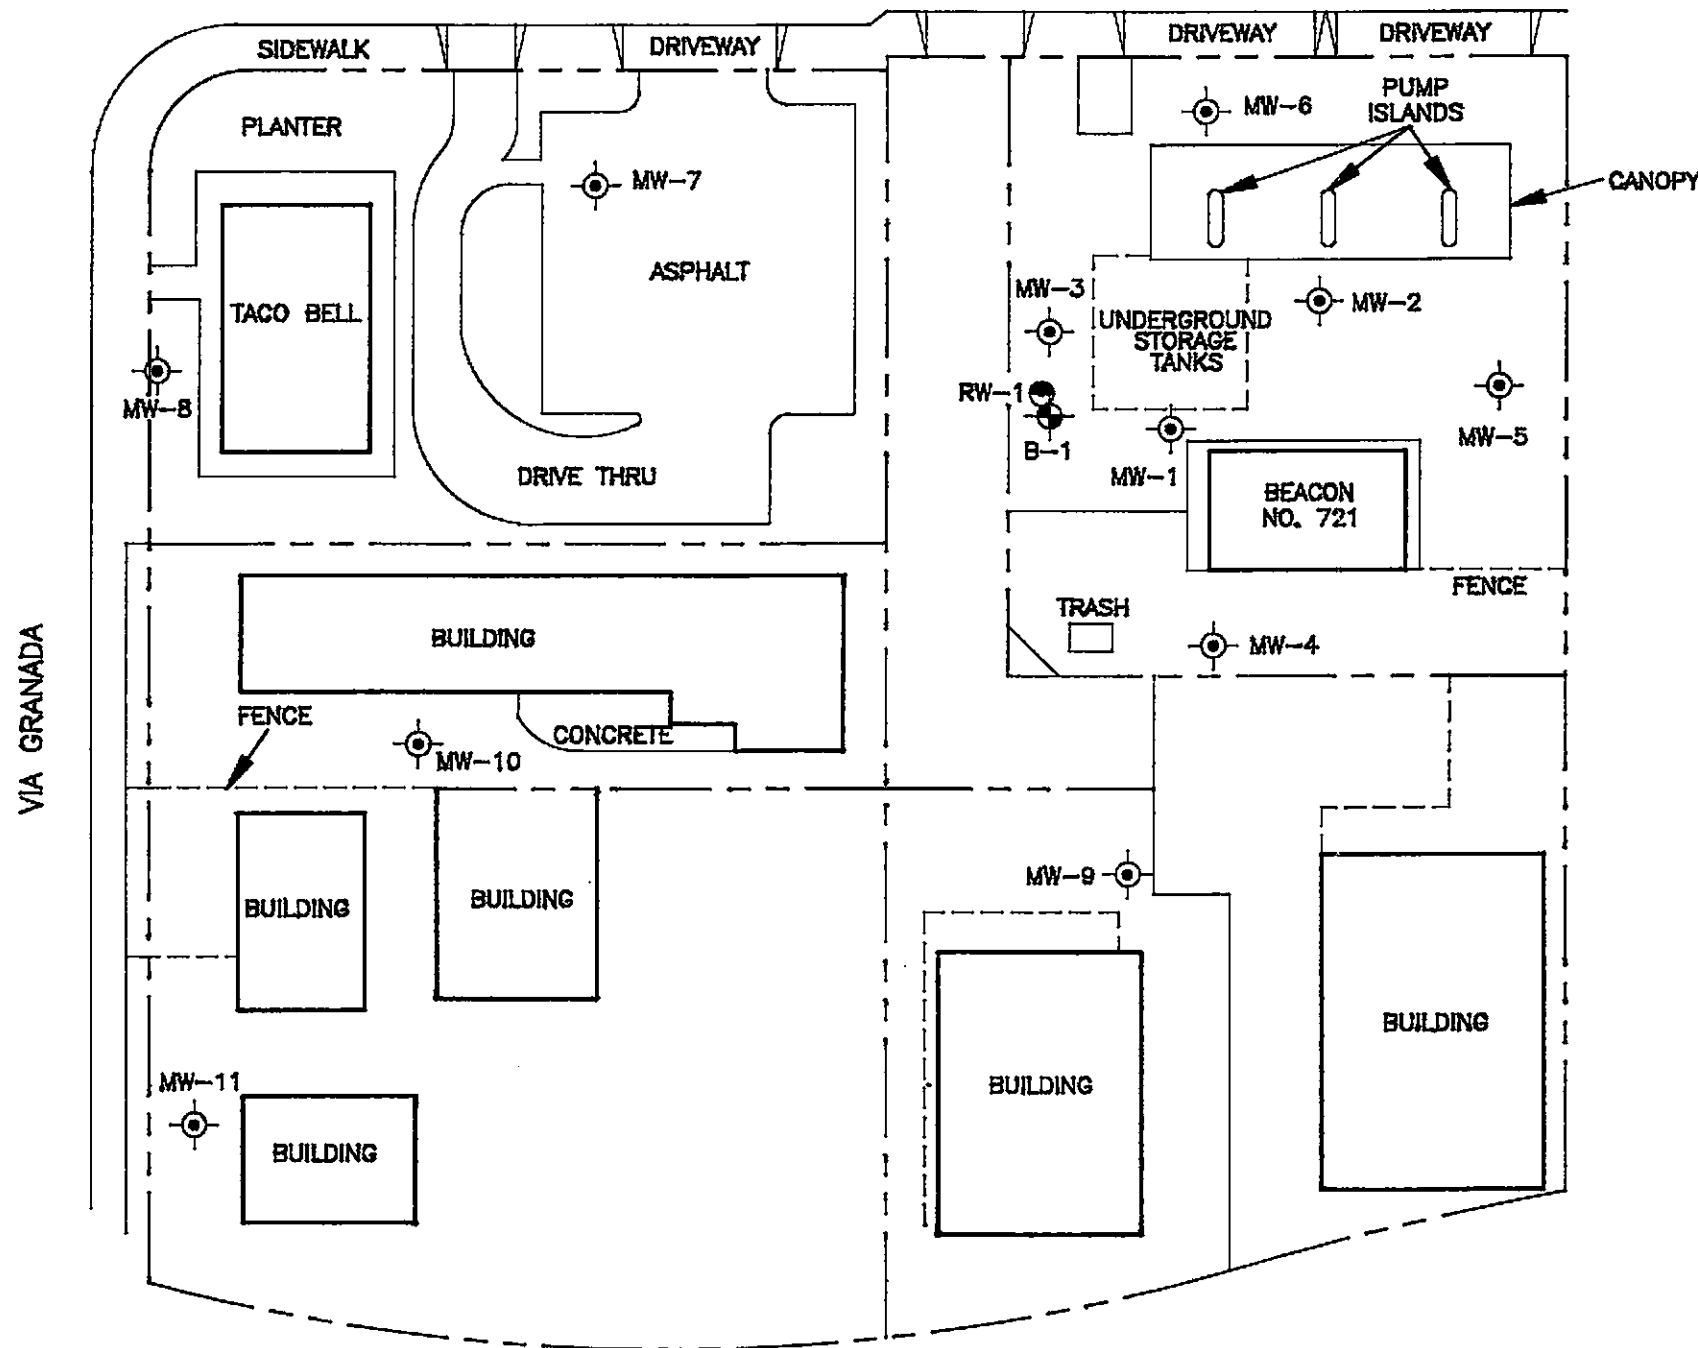 SIDEWALK
DRIVEWAY
DRIVEWAY
DRIVEWAY
PLANTER
MW-7
MW-6
PUMP
ISLANDS
CANOPY
ASPHALT
TACO BELL
MW-8
MW-3
MW-2
UNDERGROUND
STORAGE
TANKS
RW-1
B-1
MW-1
MW-5
DRIVE THRU
BEACON
NO. 721
FENCE
TRASH
MW-4
BUILDING
VIA GRANADA
FENCE
CONCRETE
MW-10
BUILDING
BUILDING
MW-9
BUILDING
BUILDING
MW-11
BUILDING